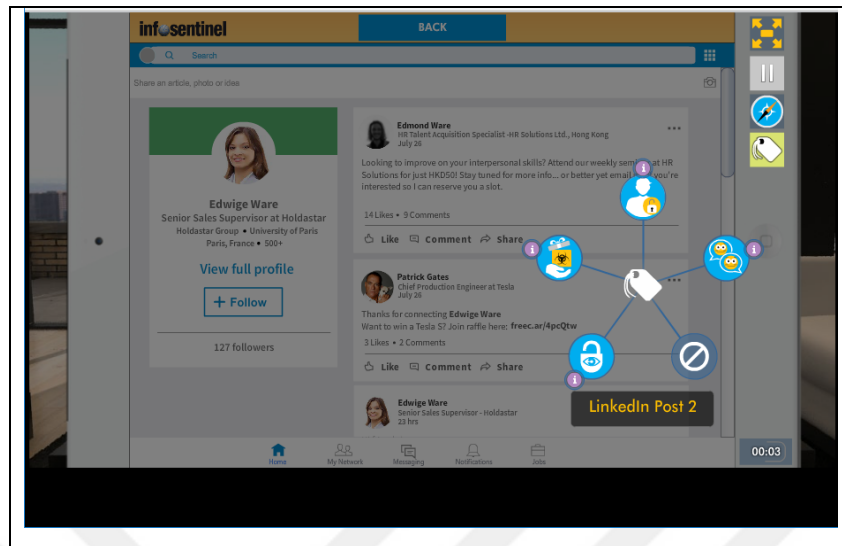 infosentinel
BACK
Search
Share an article, photo or idee
Edwige Ware
Senior Sales Supervisor at Holdastar
Holdastar Group • University of Paris
Paris, France • 500+
View full profile
+ Follow
127 followers
Edmond Ware
HR Talent Acquisition Specialist -HR Solutions Ltd., Hong Kong
July 26
Looking to improve on your interpersonal skills? Attend our weekly at HR
Solutions for just HKD50! Stay tuned for more info... or better yet email you're
interested so I can reserve you a slot.
14 Likes • 9 Comments
Like Comment Share
Patrick Gates
Chief Production Engineer at Tesla
July 26
Thanks for connecting Edwige Ware
Want to win a Tesla S? Join raffle here: freec.ar/4pcQtw
3 Likes • 2 Comments
Like Comment Share
Edwige Ware
Senior Sales Supervisor - Holdastar
23 hrs
LinkedIn Post 2
Home My Network Messaging Notifications Jobs
00:03